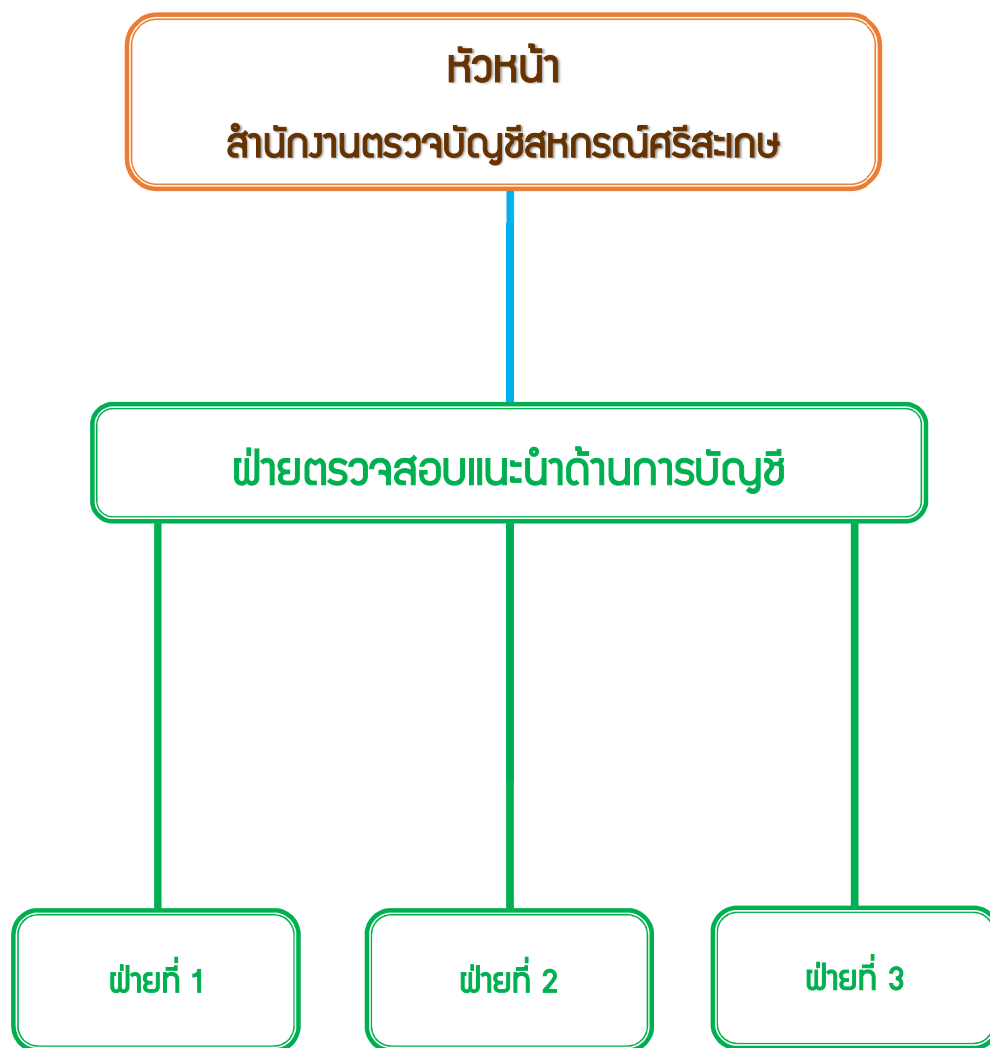 หัวหน้า
สำนักงานตรวจบัญชีสหกรณ์ศรีสะเกษ
ฝ่ายตรวจสอบแนะนำด้านการบัญชี
ฝ่ายที่ 1
ฝ่ายที่ 2
ฝ่ายที่ 3